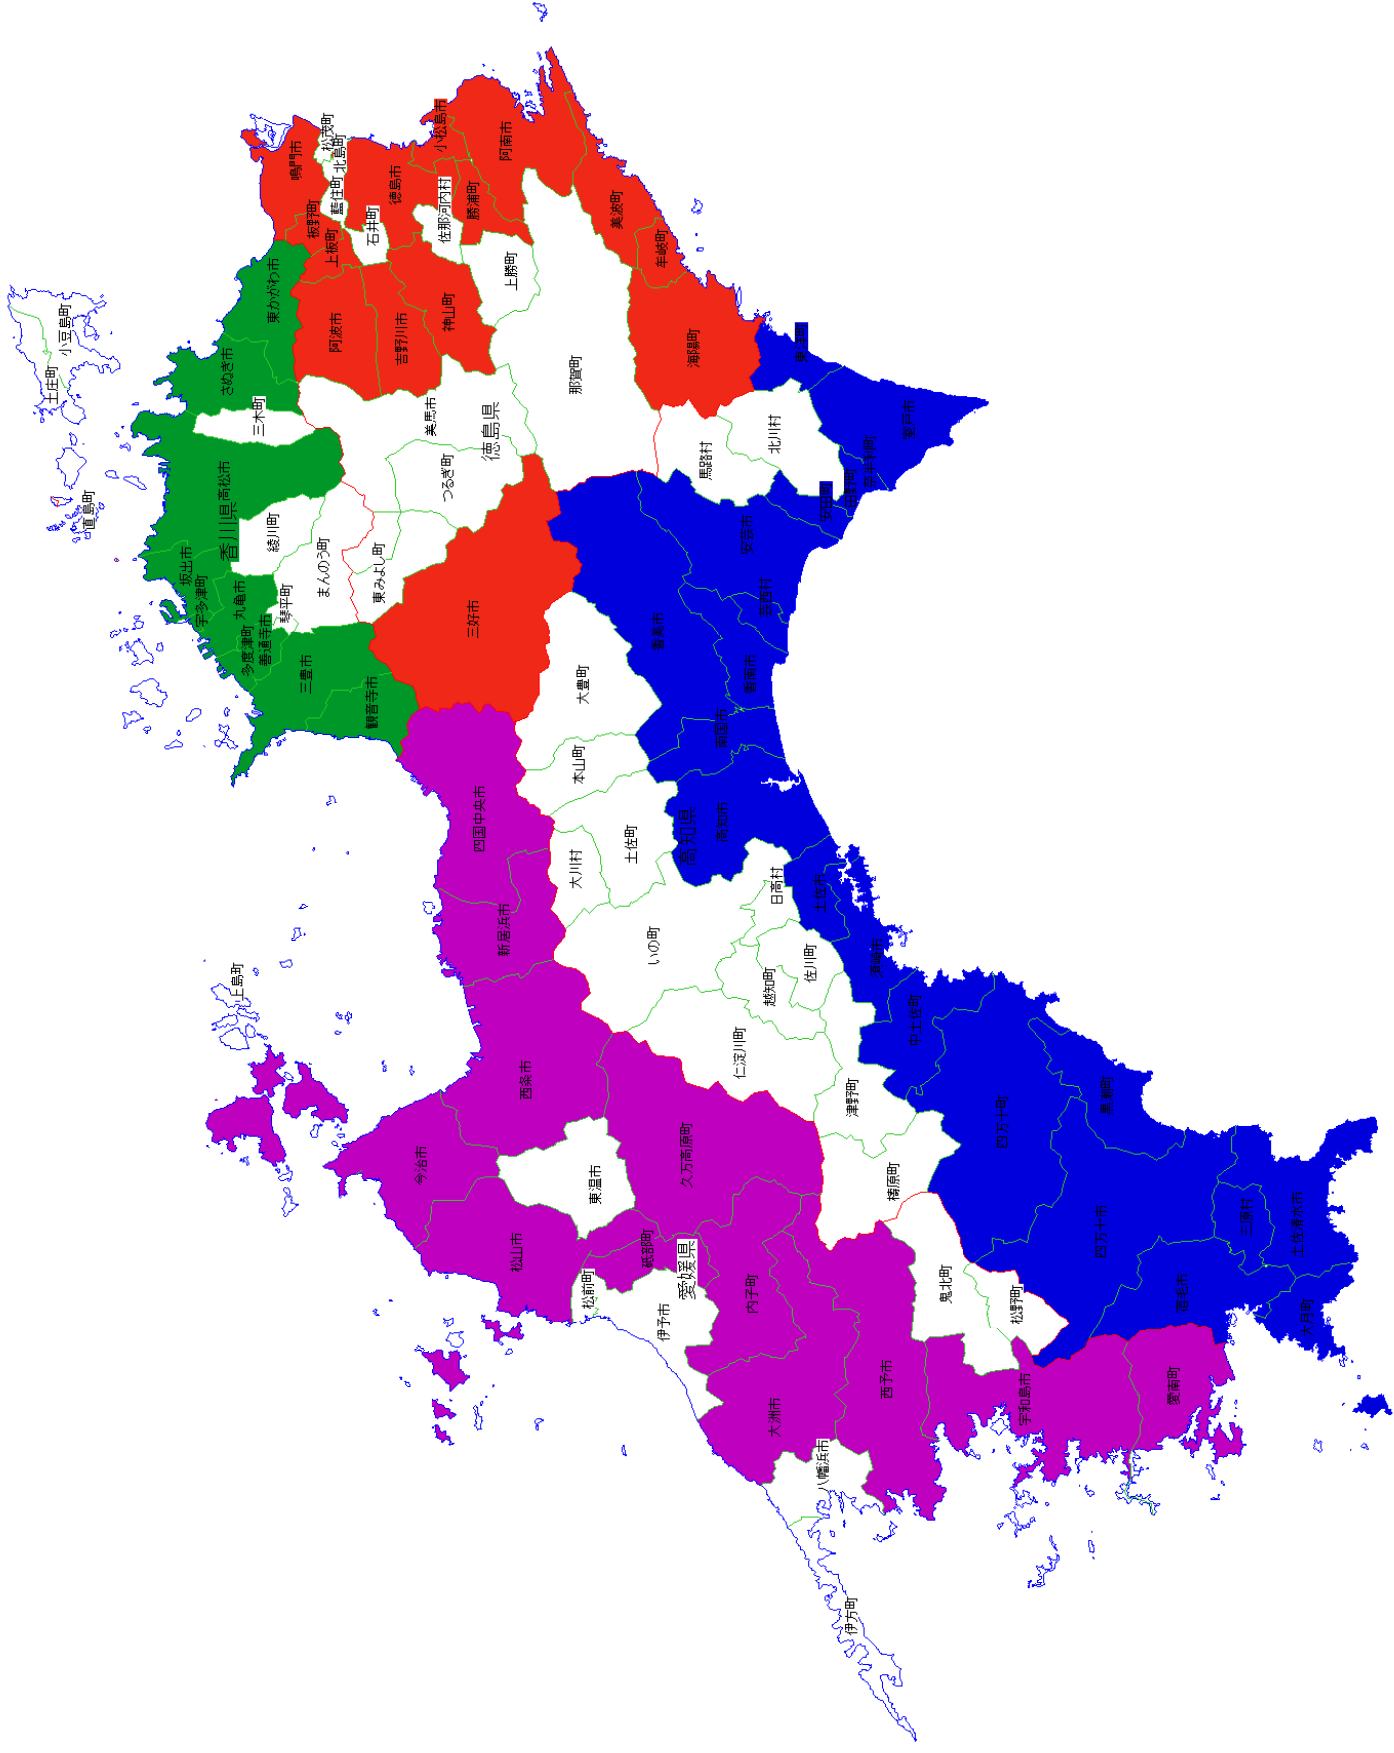 小豆島町
土庄町
直島町
松茂町
北島町
鳴門市
藍住町
板野町
上板町
石井町
徳島市
小松島市
佐那河内村
勝浦町
阿南市
上勝町
神山町
吉野川市
阿波市
美波町
牟岐町
海陽町
那賀町
美馬市
徳島県
つるぎ町
東みよし町
三好市
東かがわ市
さぬき市
三木町
高松市
香川県
綾川町
坂出市
宇多津町
丸亀市
琴平町
まんのう町
多度津町
善通寺市
三豊市
観音寺市
東洋町
室戸市
北川村
馬路村
奈半利町
田野町
安田町
安芸市
芸西村
香美市
香南市
南国市
高知市
高知県
大豊町
本山町
土佐町
大川村
いの町
日高村
土佐市
佐川町
越知町
須崎市
仁淀川町
津野町
中土佐町
梼原町
四万十町
黒潮町
四万十市
三原村
土佐清水市
宿毛市
大月町
四国中央市
新居浜市
西条市
上島町
今治市
東温市
久万高原町
松山市
砥部町
松前町
愛媛県
伊予市
内子町
大洲市
西予市
鬼北町
松野町
宇和島市
愛南町
八幡浜市
伊方町